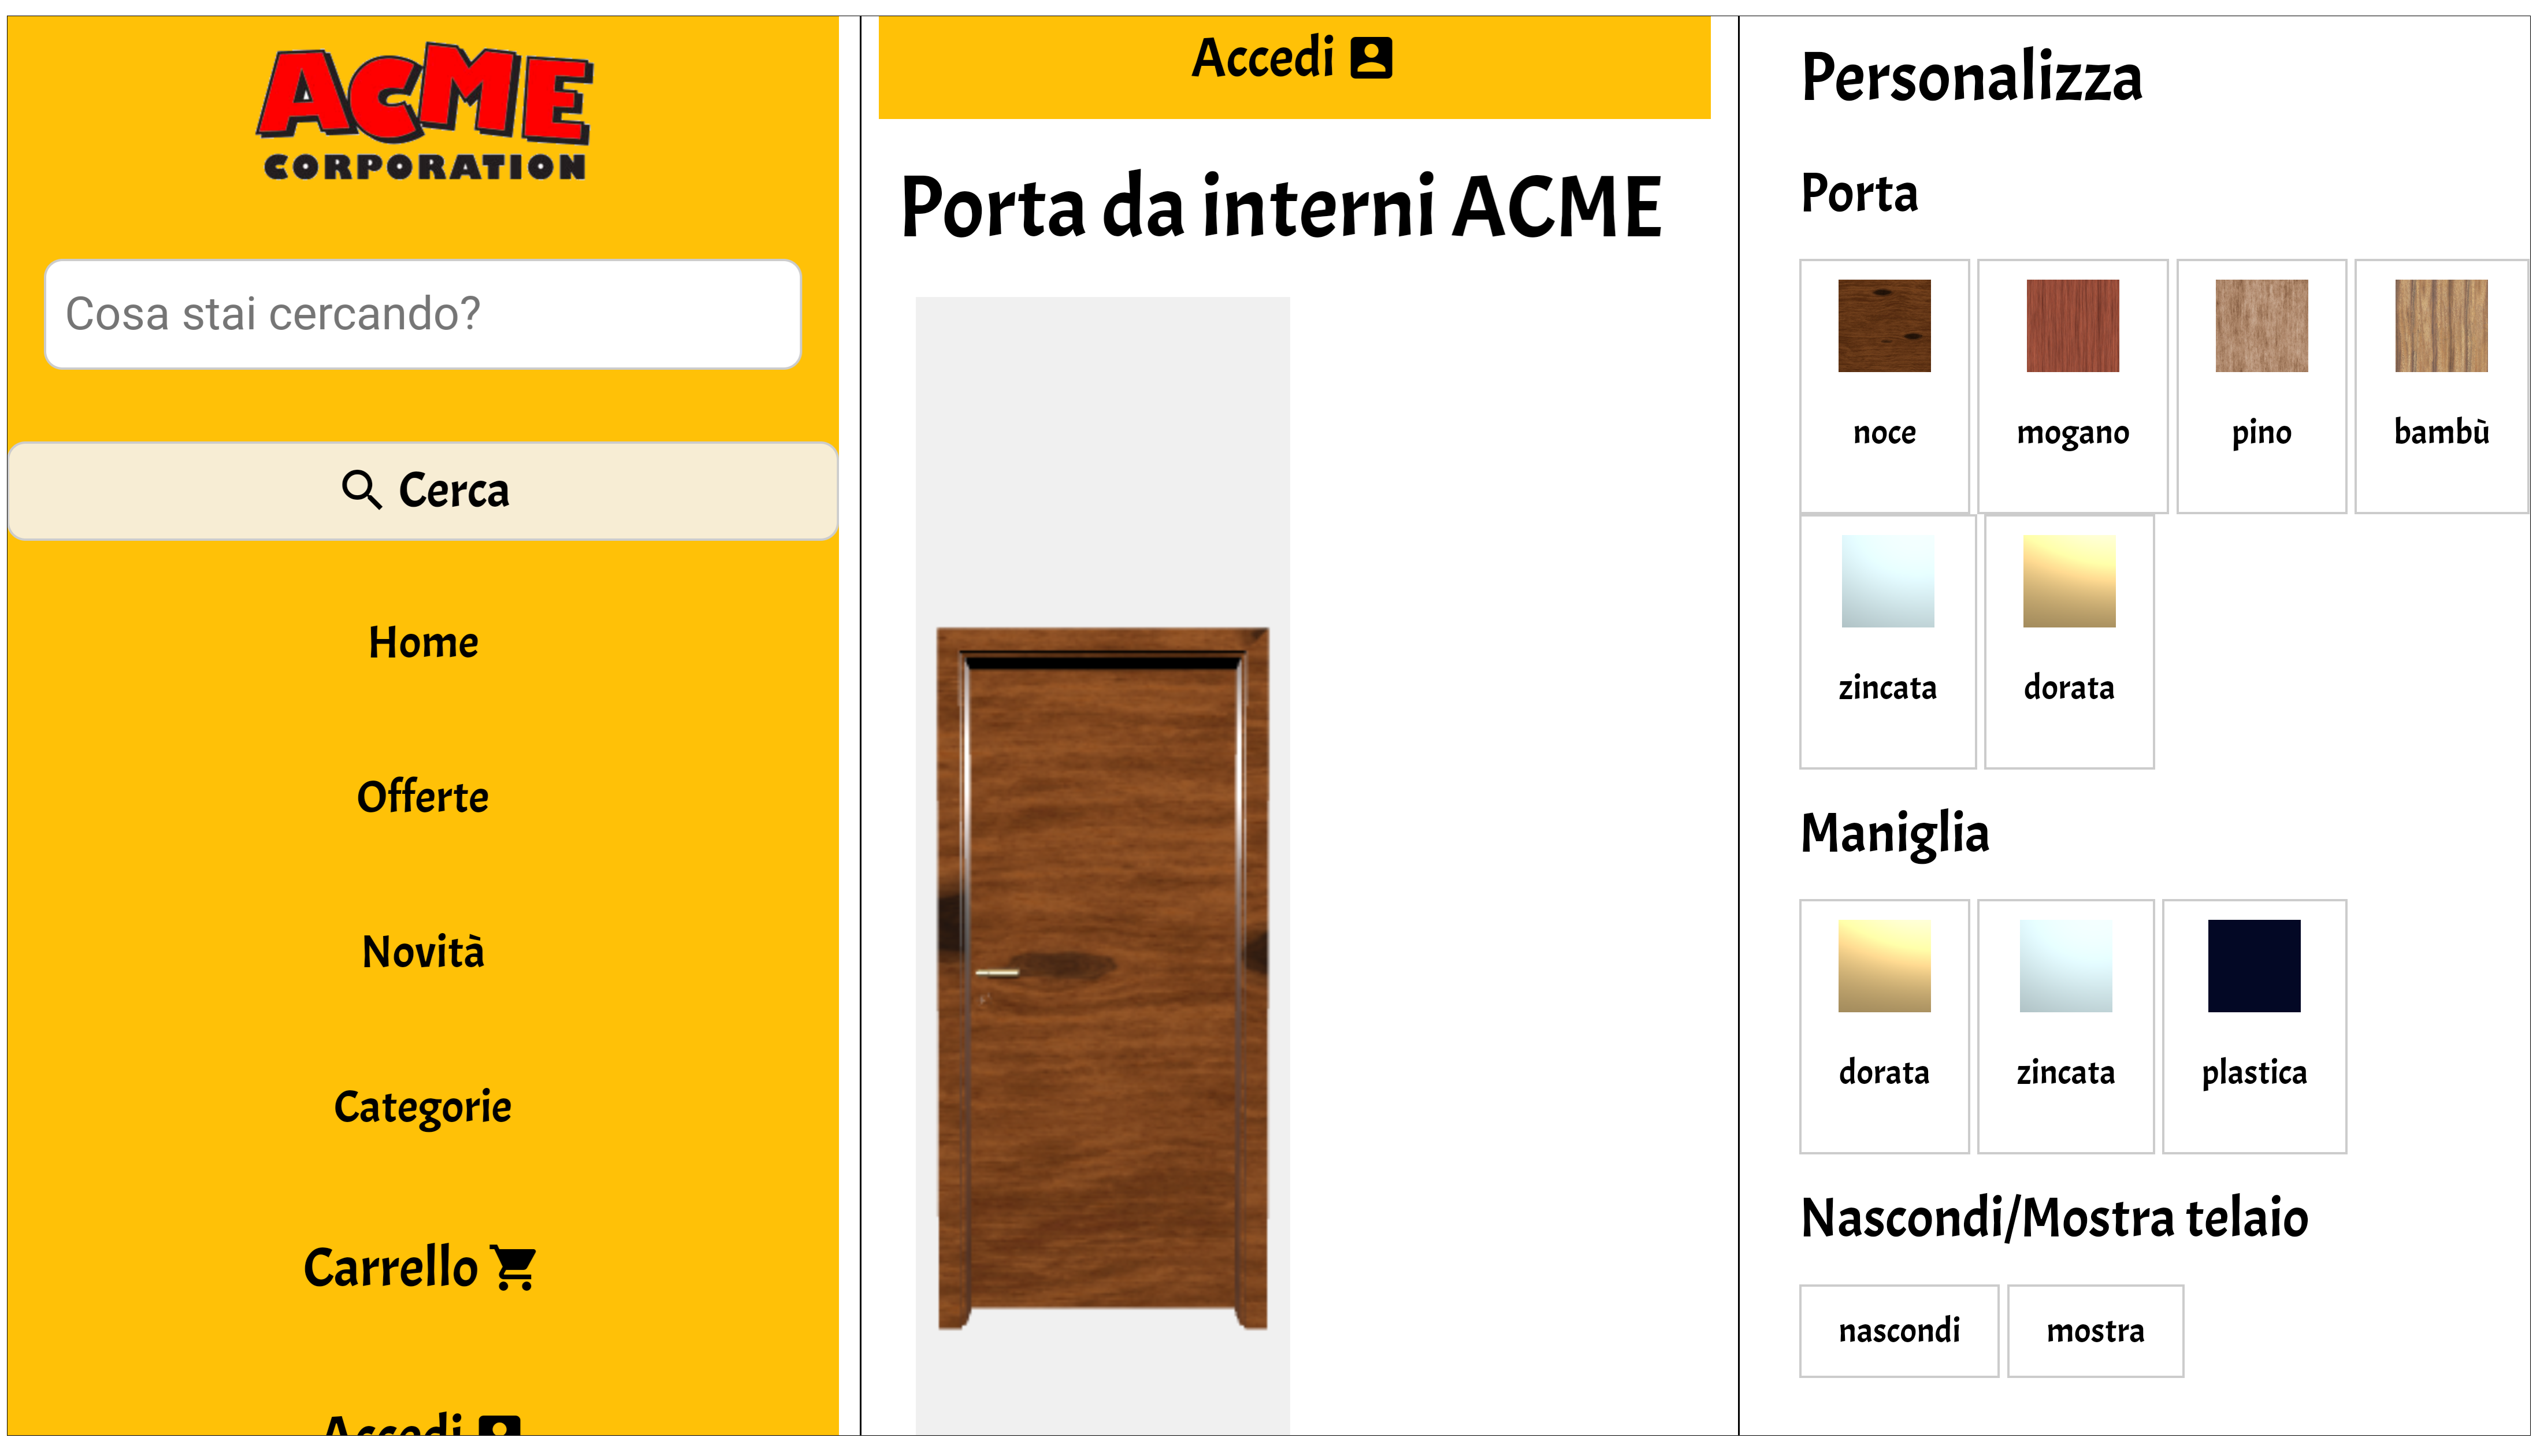 ACME
CORPORATION
Cosa stai cercando?
Cerca
Home
Offerte
Novità
Categorie
Carrello
Accedi
Accedi
Porta da interni ACME
Personalizza
Porta
noce
mogano
pino
bambù
zincata
dorata
Maniglia
dorata
zincata
plastica
Nascondi/Mostra telaio
nascondi
mostra